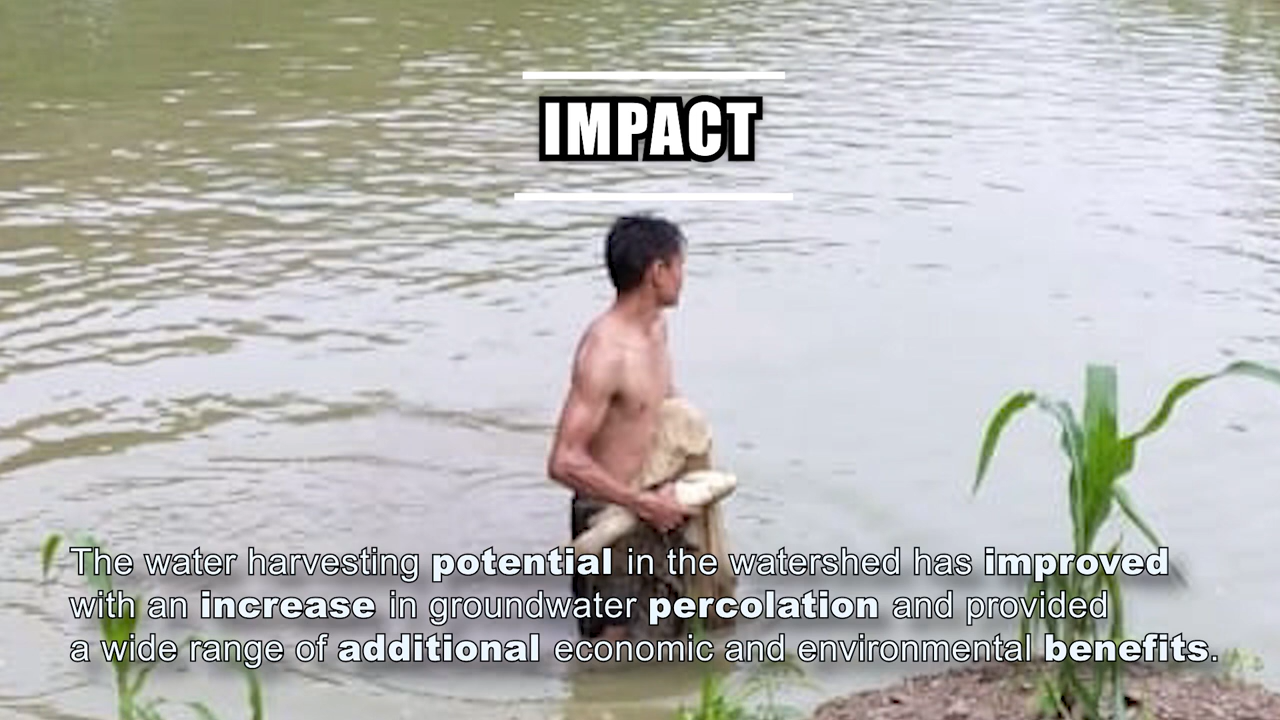 IMPACT
The water harvesting potential in the watershed has improved
with an increase in groundwater percolation and provided
a wide range of additional economic and environmental benefits.